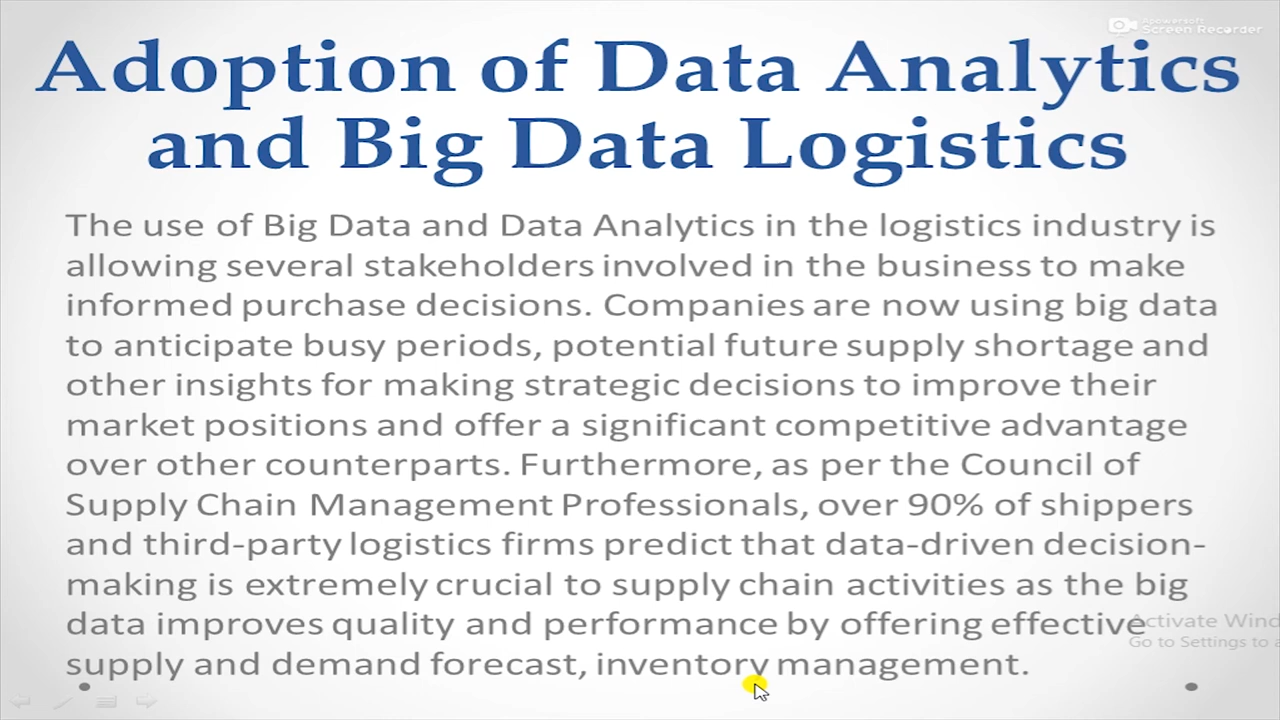 Apowersoft
Screen Recorder
Adoption of Data Analytics
and Big Data Logistics
The use of Big Data and Data Analytics in the logistics industry is
allowing several stakeholders involved in the business to make
informed purchase decisions. Companies are now using big data
to anticipate busy periods, potential future supply shortage and
other insights for making strategic decisions to improve their
market positions and offer a significant competitive advantage
over other counterparts. Furthermore, as per the Council of
Supply Chain Management Professionals, over 90% of shippers
and third-party logistics firms predict that data-driven decision-
making is extremely crucial to supply chain activities as the big
data improves quality and performance by offering effective
supply and demand forecast, inventory management.
Activate Wind
Go to Settings to a